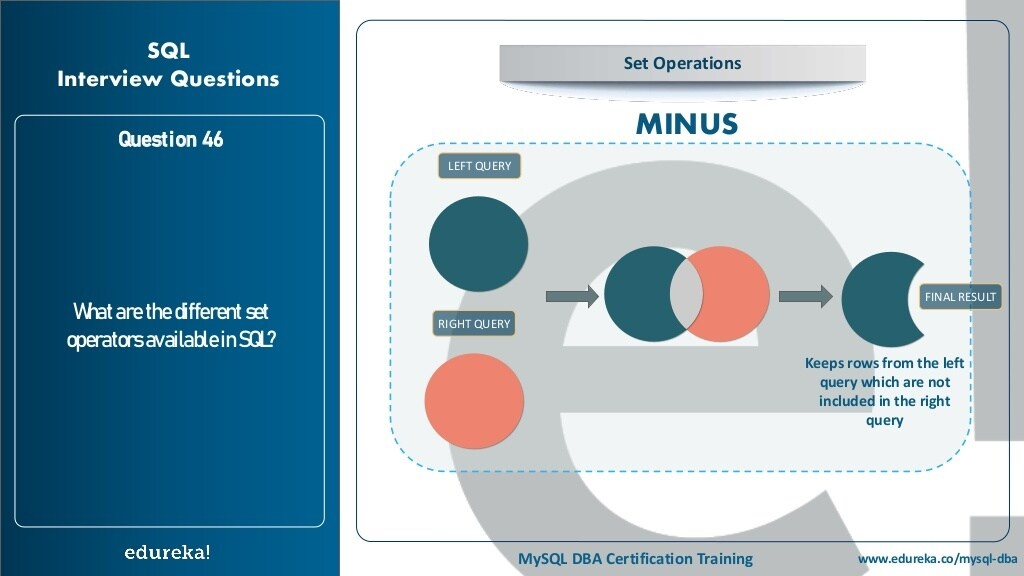 SQL
Interview Questions
Question 46
What are the different set
operators available in SQL?
edureka!
Set Operations
MINUS
LEFT QUERY
RIGHT QUERY
FINAL RESULT
Keeps rows from the left
query which are not
included in the right
query
MySQL DBA Certification Training
www.edureka.co/mysql-dba